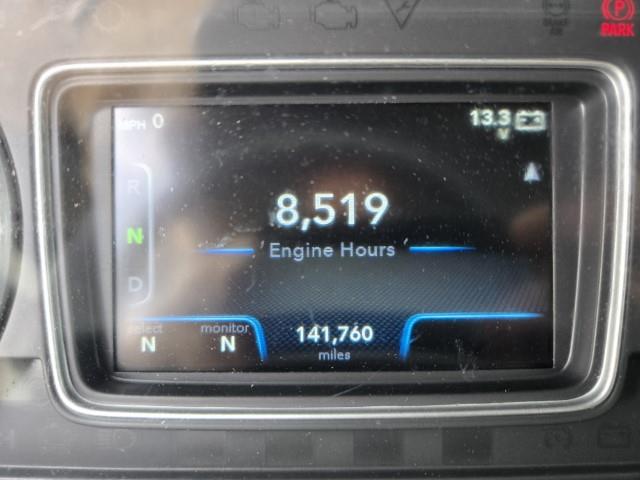 P
PARK
MPH 0
13.3
V
R
N
D
8,519
Engine Hours
select
N
monitor
N
141,760
miles